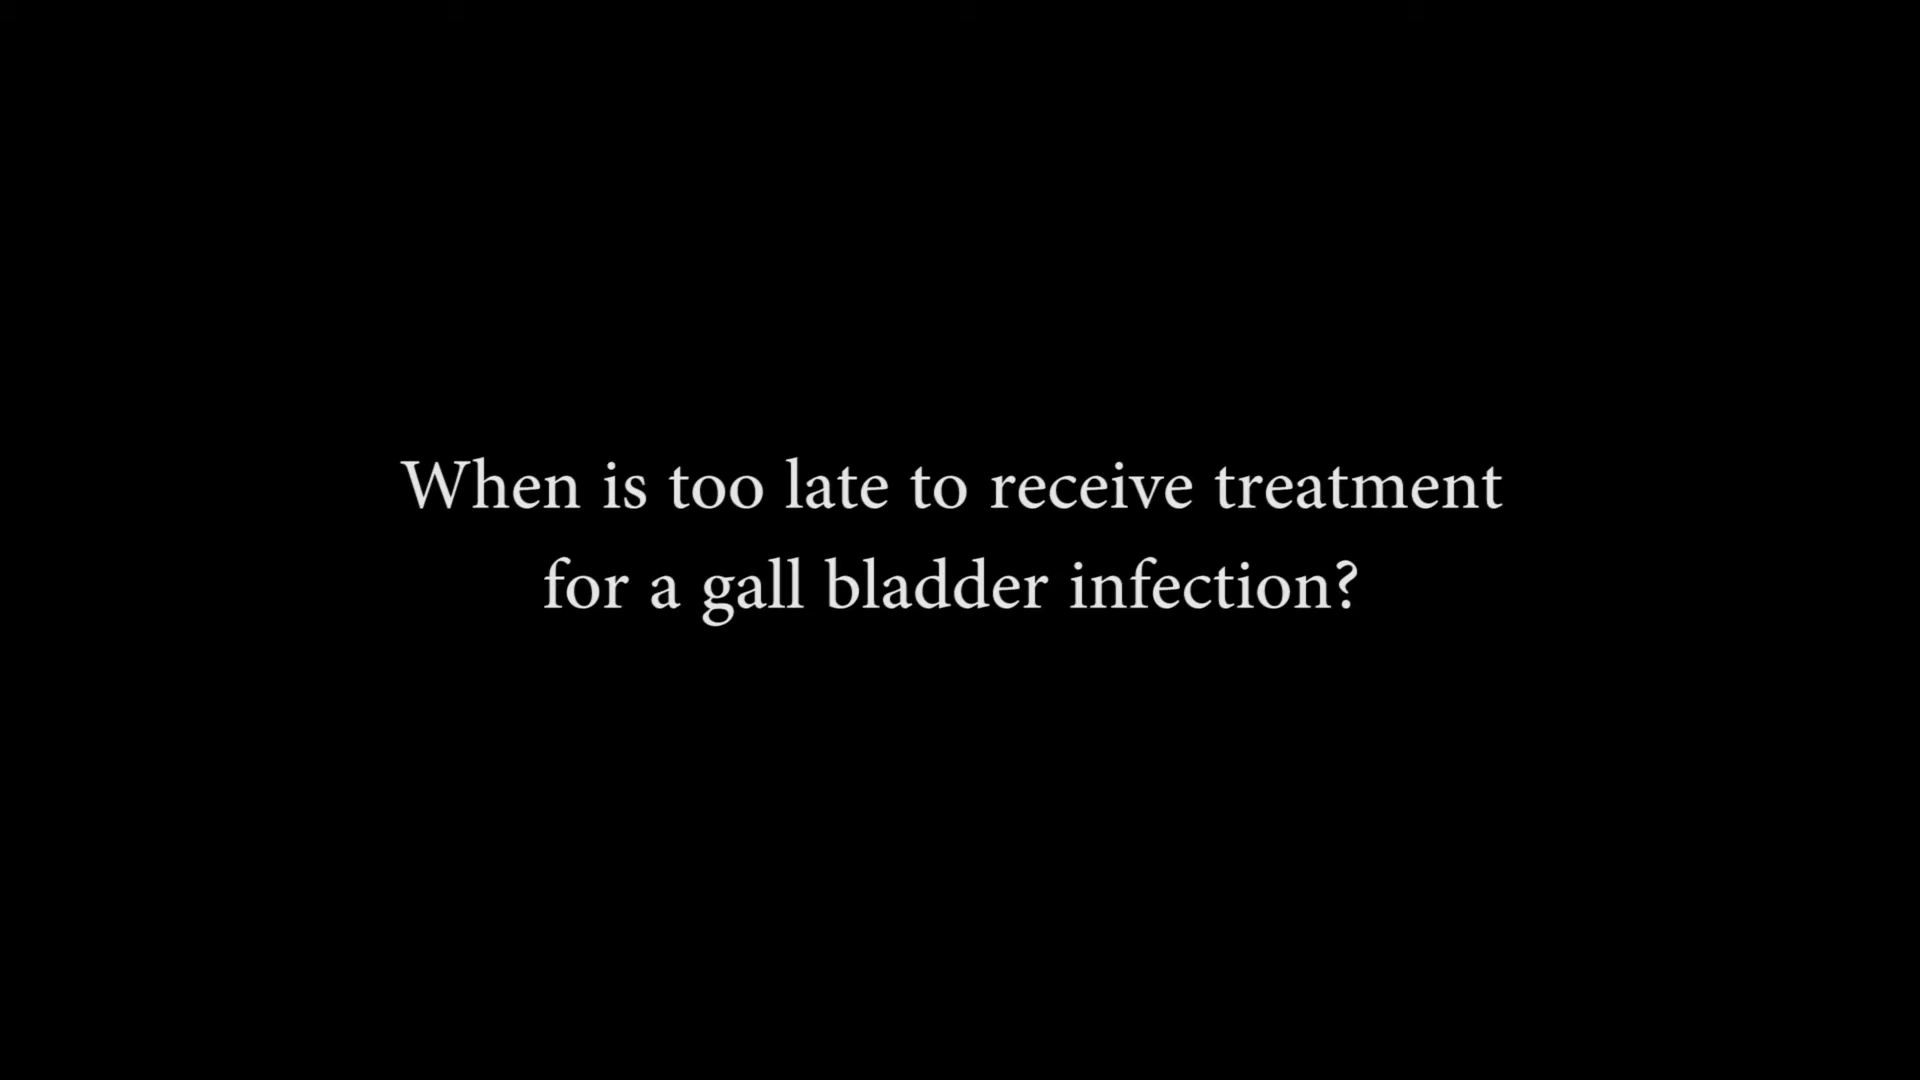 When is too late to receive treatment
for a gall bladder infection?